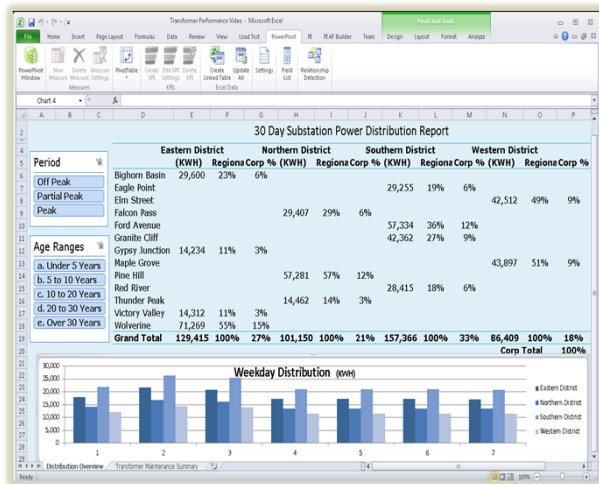 Transformer Performance Video - Microsoft Excel PivotChart Tools
File Home Insert Page Layout Formulas Data Review View Load Test PowerPivot Team Design Layout Format Analyze
PowerPivot Window New Measure Delete Measure Measure Settings PivotTable Create KPI Edit KPI Settings Delete KPI Create Linked Table Update All Settings Field List Relationship Detection
Measures KPIs Excel Data
Chart 4 fx
A B C D E F G H I J K L M N O P
30 Day Substation Power Distribution Report
Eastern District Northern District Southern District Western District
(KWH) Regiona Corp % (KWH) Regiona Corp % (KWH) Regiona Corp % (KWH) Regiona Corp %
Period
Off Peak
Partial Peak
Peak
Age Ranges
a. Under 5 Years
b. 5 to 10 Years
c. 10 to 20 Years
d. 20 to 30 Years
e. Over 30 Years
Bighorn Basin 29,600 23% 6%
Eagle Point 29,255 19% 6%
Elm Street 42,512 49% 9%
Falcon Pass 29,407 29% 6%
Ford Avenue 57,334 36% 12%
Granite Cliff 42,362 27% 9%
Gypsy Junction 14,234 11% 3%
Maple Grove 43,897 51% 9%
Pine Hill 57,281 57% 12%
Red River 28,415 18% 6%
Thunder Peak 14,462 14% 3%
Victory Valley 14,312 11% 3%
Wolverine 71,269 55% 15%
Grand Total 129,415 100% 27% 101,150 100% 21% 157,366 100% 33% 86,409 100% 18%
Corp Total 100%
Weekday Distribution (KWH)
30,000
25,000
20,000
15,000
10,000
5,000
0
1 2 3 4 5 6 7
Eastern District
Northern District
Southern District
Western District
Distribution Overview Transformer Maintenance Summary
Ready 105%